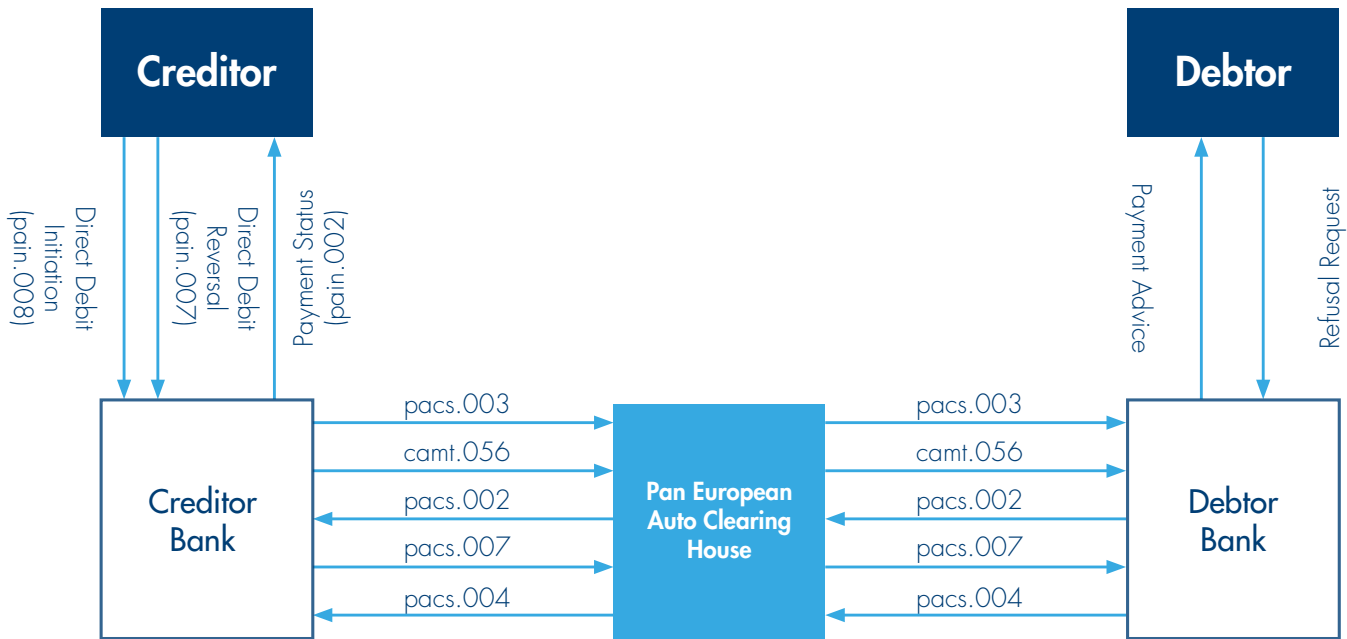 Creditor
Debtor
Direct Debit
Initiation
(pain.008)
Direct Debit
Reversal
(pain.007)
Payment Status
(pain.002)
Payment Advice
Refusal Request
Creditor
Bank
pacs.003
camt.056
pacs.002
pacs.007
pacs.004
Pan European
Auto Clearing
House
pacs.003
camt.056
pacs.002
pacs.007
pacs.004
Debtor
Bank